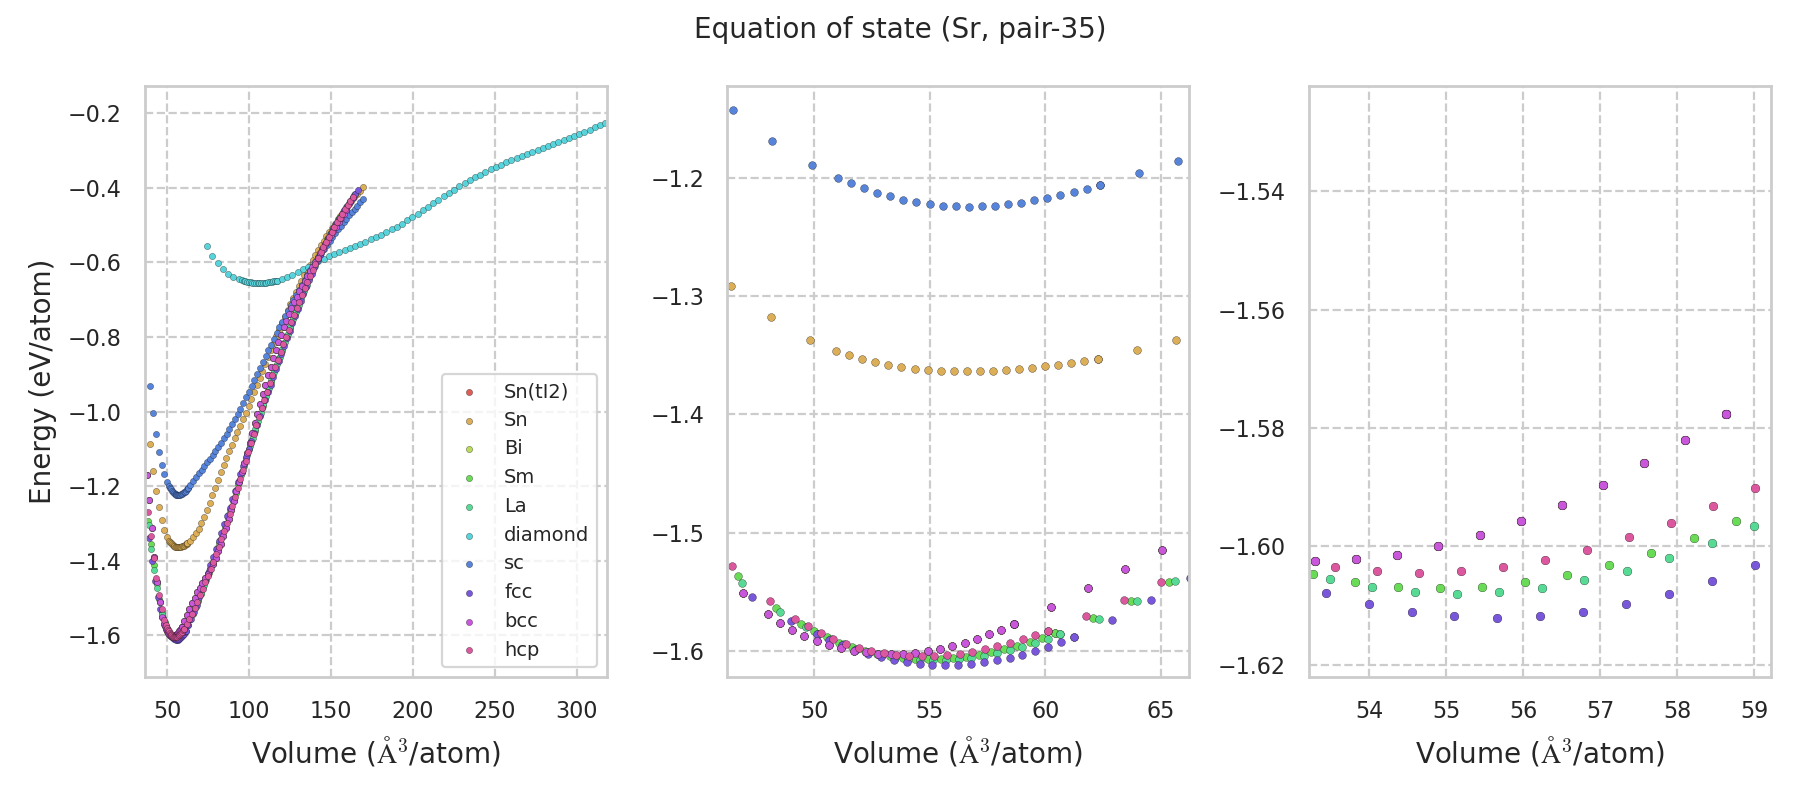 Equation of state (Sr, pair-35)
Energy (eV/atom)
−0.2
−0.4
−0.6
−0.8
−1.0
−1.2
−1.4
−1.6
50 100 150 200 250 300
Volume (Å³/atom)
Sn(tI2)
Sn
Bi
Sm
La
diamond
sc
fcc
bcc
hcp
−1.2
−1.3
−1.4
−1.5
−1.6
50 55 60 65
Volume (Å³/atom)
−1.54
−1.56
−1.58
−1.60
−1.62
54 55 56 57 58 59
Volume (Å³/atom)